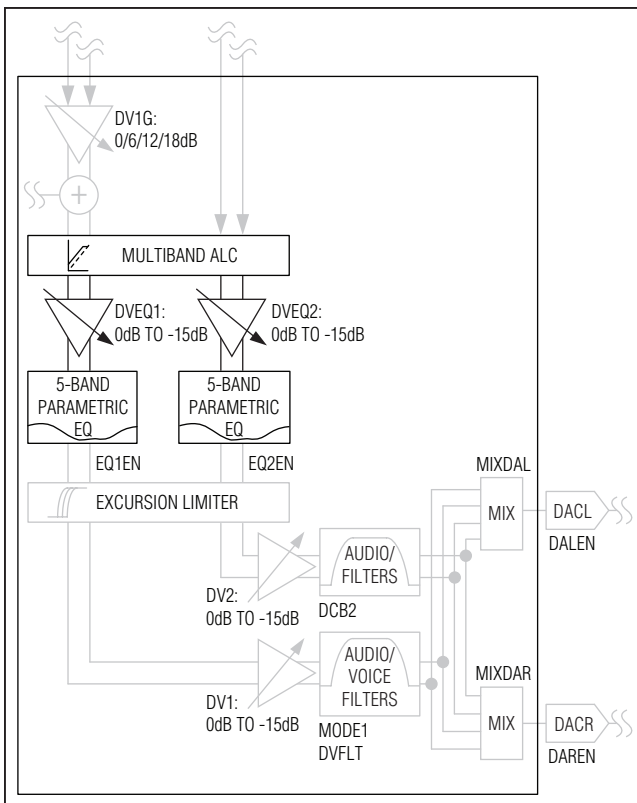 DV1G:
0/6/12/18dB
+
MULTIBAND ALC
DVEQ1:
0dB TO -15dB
DVEQ2:
0dB TO -15dB
5-BAND
PARAMETRIC
EQ
5-BAND
PARAMETRIC
EQ
EQ1EN
EQ2EN
EXCURSION LIMITER
MIXDAL
MIX
DACL
DALEN
AUDIO/
FILTERS
DCB2
DV2:
0dB TO -15dB
AUDIO/
VOICE
FILTERS
MODE1
DVFLT
DV1:
0dB TO -15dB
MIXDAR
MIX
DACR
DAREN